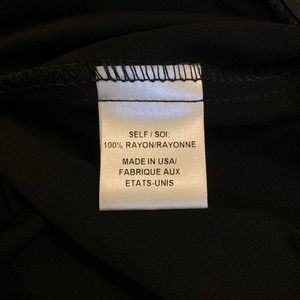 SELF / SOI:
100% RAYON/RAYONNE
MADE IN USA/
FABRIQUE AUX
ETATS-UNIS